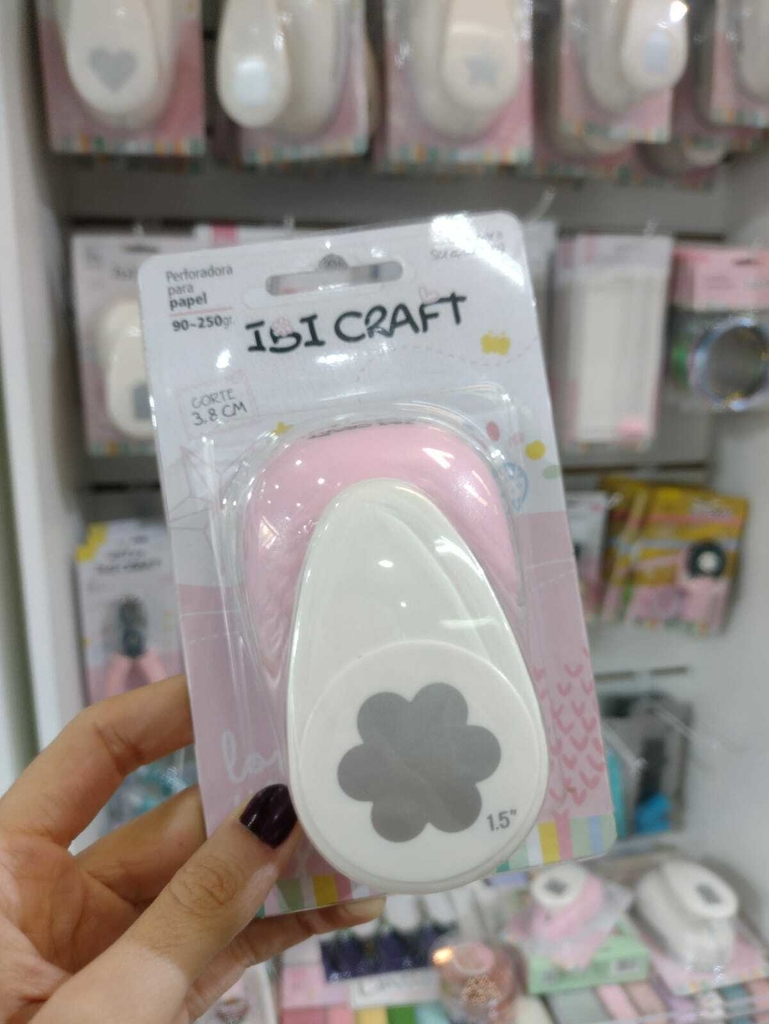 Perforadora
para
papel
90-250gr.
IBI CRAFT
CORTE
3.8 CM
1.5"